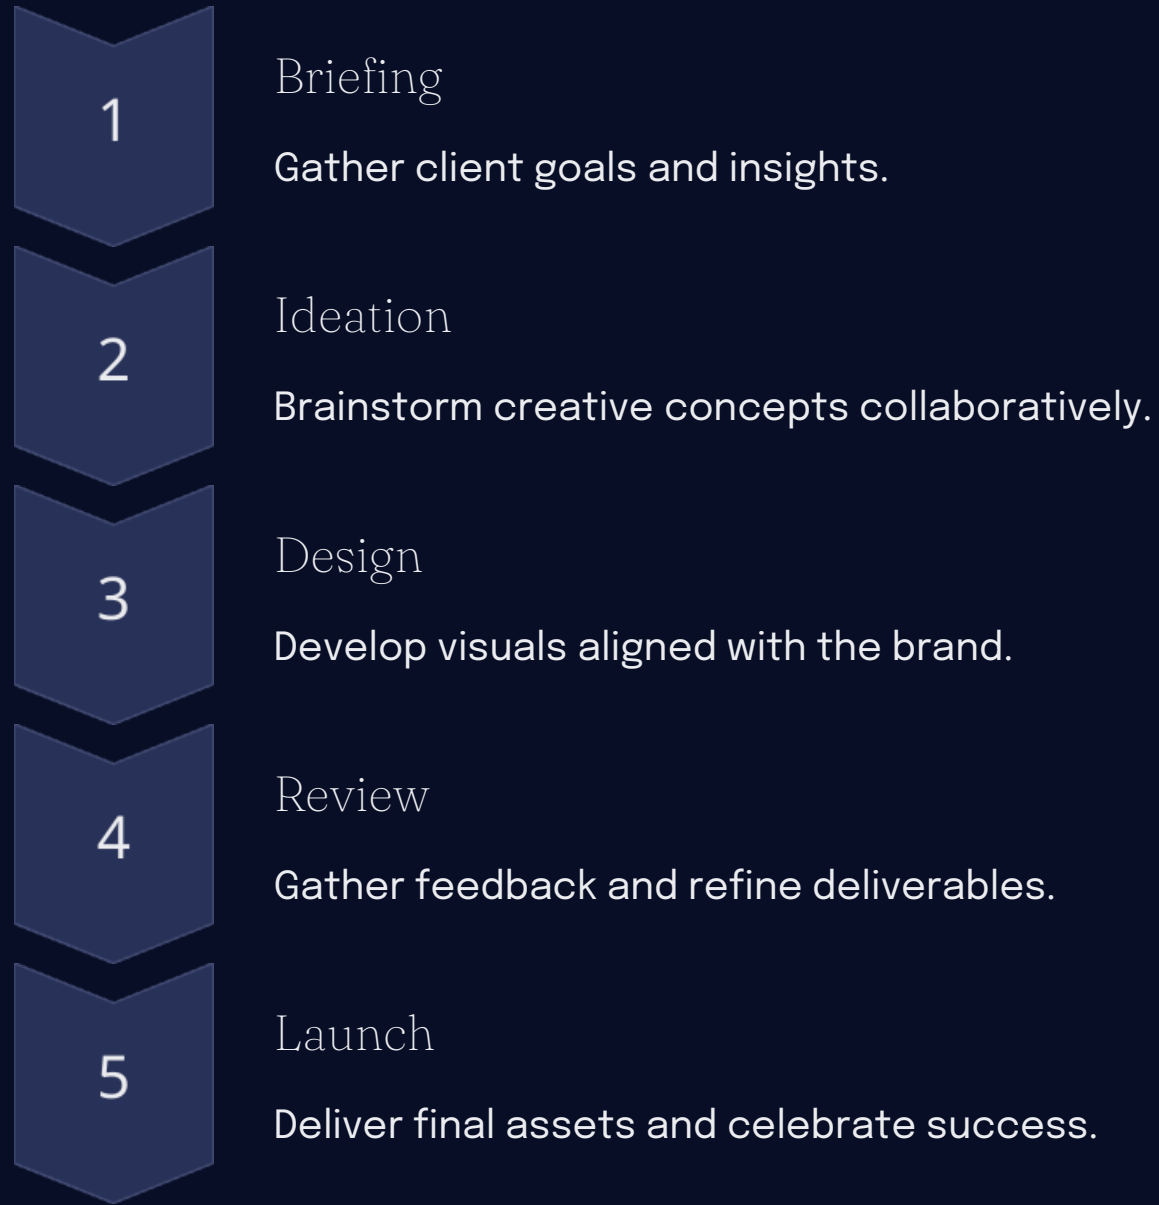 1
Briefing
Gather client goals and insights.
2
Ideation
Brainstorm creative concepts collaboratively.
3
Design
Develop visuals aligned with the brand.
4
Review
Gather feedback and refine deliverables.
5
Launch
Deliver final assets and celebrate success.